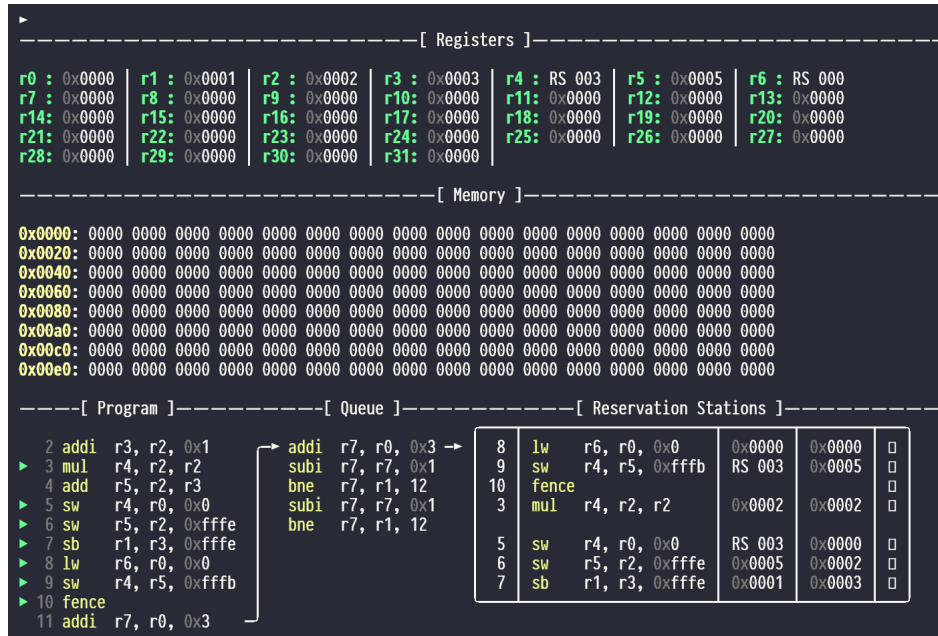 ►
[ Registers ]
r0 : 0x0000 | r1 : 0x0001 | r2 : 0x0002 | r3 : 0x0003 | r4 : RS 003 | r5 : 0x0005 | r6 : RS 000
r7 : 0x0000 | r8 : 0x0000 | r9 : 0x0000 | r10: 0x0000 | r11: 0x0000 | r12: 0x0000 | r13: 0x0000
r14: 0x0000 | r15: 0x0000 | r16: 0x0000 | r17: 0x0000 | r18: 0x0000 | r19: 0x0000 | r20: 0x0000
r21: 0x0000 | r22: 0x0000 | r23: 0x0000 | r24: 0x0000 | r25: 0x0000 | r26: 0x0000 | r27: 0x0000
r28: 0x0000 | r29: 0x0000 | r30: 0x0000 | r31: 0x0000 |
[ Memory ]
0x0000: 0000 0000 0000 0000 0000 0000 0000 0000 0000 0000 0000 0000 0000 0000 0000 0000
0x0020: 0000 0000 0000 0000 0000 0000 0000 0000 0000 0000 0000 0000 0000 0000 0000 0000
0x0040: 0000 0000 0000 0000 0000 0000 0000 0000 0000 0000 0000 0000 0000 0000 0000 0000
0x0060: 0000 0000 0000 0000 0000 0000 0000 0000 0000 0000 0000 0000 0000 0000 0000 0000
0x0080: 0000 0000 0000 0000 0000 0000 0000 0000 0000 0000 0000 0000 0000 0000 0000 0000
0x00a0: 0000 0000 0000 0000 0000 0000 0000 0000 0000 0000 0000 0000 0000 0000 0000 0000
0x00c0: 0000 0000 0000 0000 0000 0000 0000 0000 0000 0000 0000 0000 0000 0000 0000 0000
0x00e0: 0000 0000 0000 0000 0000 0000 0000 0000 0000 0000 0000 0000 0000 0000 0000 0000
[ Program ]
2 addi r3, r2, 0x1
► 3 mul r4, r2, r2
4 add r5, r2, r3
► 5 sw r4, r0, 0x0
► 6 sw r5, r2, 0xfffe
► 7 sb r1, r3, 0xfffe
► 8 lw r6, r0, 0x0
► 9 sw r4, r5, 0xfffb
► 10 fence
11 addi r7, r0, 0x3
[ Queue ]
addi r7, r0, 0x3
subi r7, r7, 0x1
bne r7, r1, 12
subi r7, r7, 0x1
bne r7, r1, 12
[ Reservation Stations ]
8 | lw r6, r0, 0x0 | 0x0000 | 0x0000 | □
9 | sw r4, r5, 0xfffb | RS 003 | 0x0005 | □
10 | fence | | | □
3 | mul r4, r2, r2 | 0x0002 | 0x0002 | □
5 | sw r4, r0, 0x0 | RS 003 | 0x0000 | □
6 | sw r5, r2, 0xfffe | 0x0005 | 0x0002 | □
7 | sb r1, r3, 0xfffe | 0x0001 | 0x0003 | □